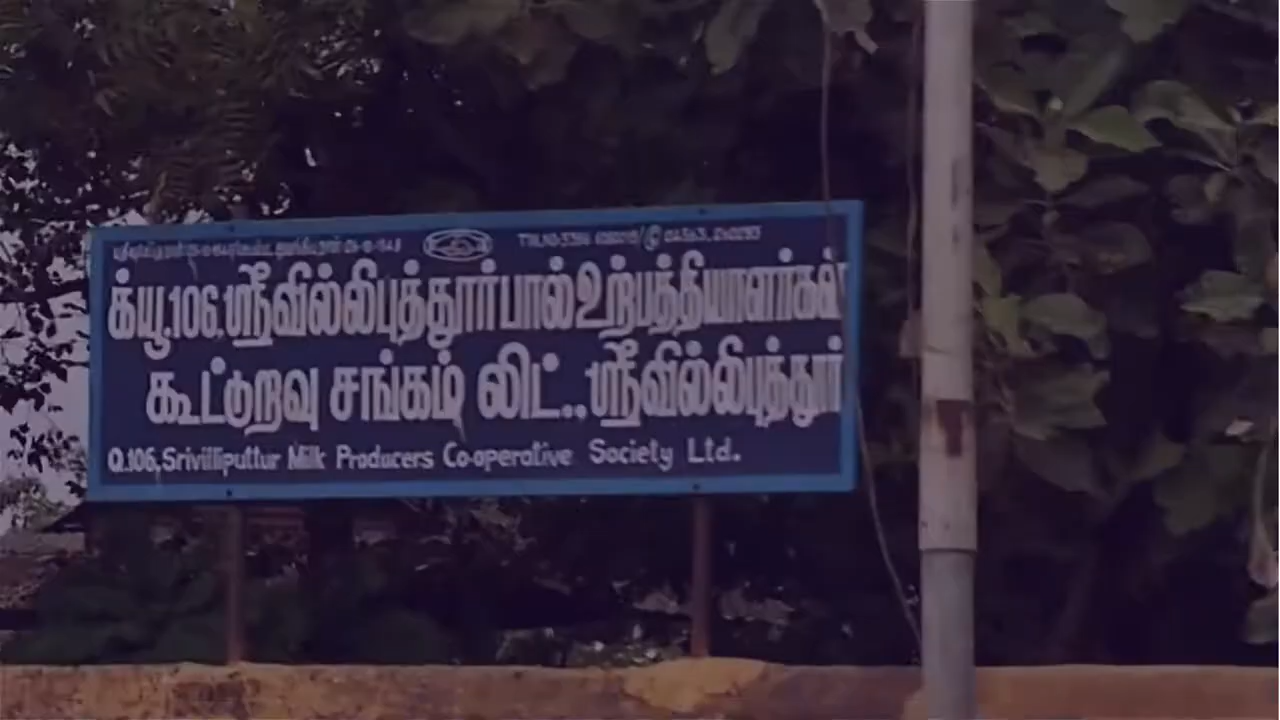 க்யூ.106.ஸ்ரீவில்லிபுத்தூர் பால் உற்பத்தியாளர்கள்
கூட்டுறவு சங்கம் லிட்..ஸ்ரீவில்லிபுத்தூர்
Q.106,Srivilliputtur Milk Producers Co-operative Society Ltd.